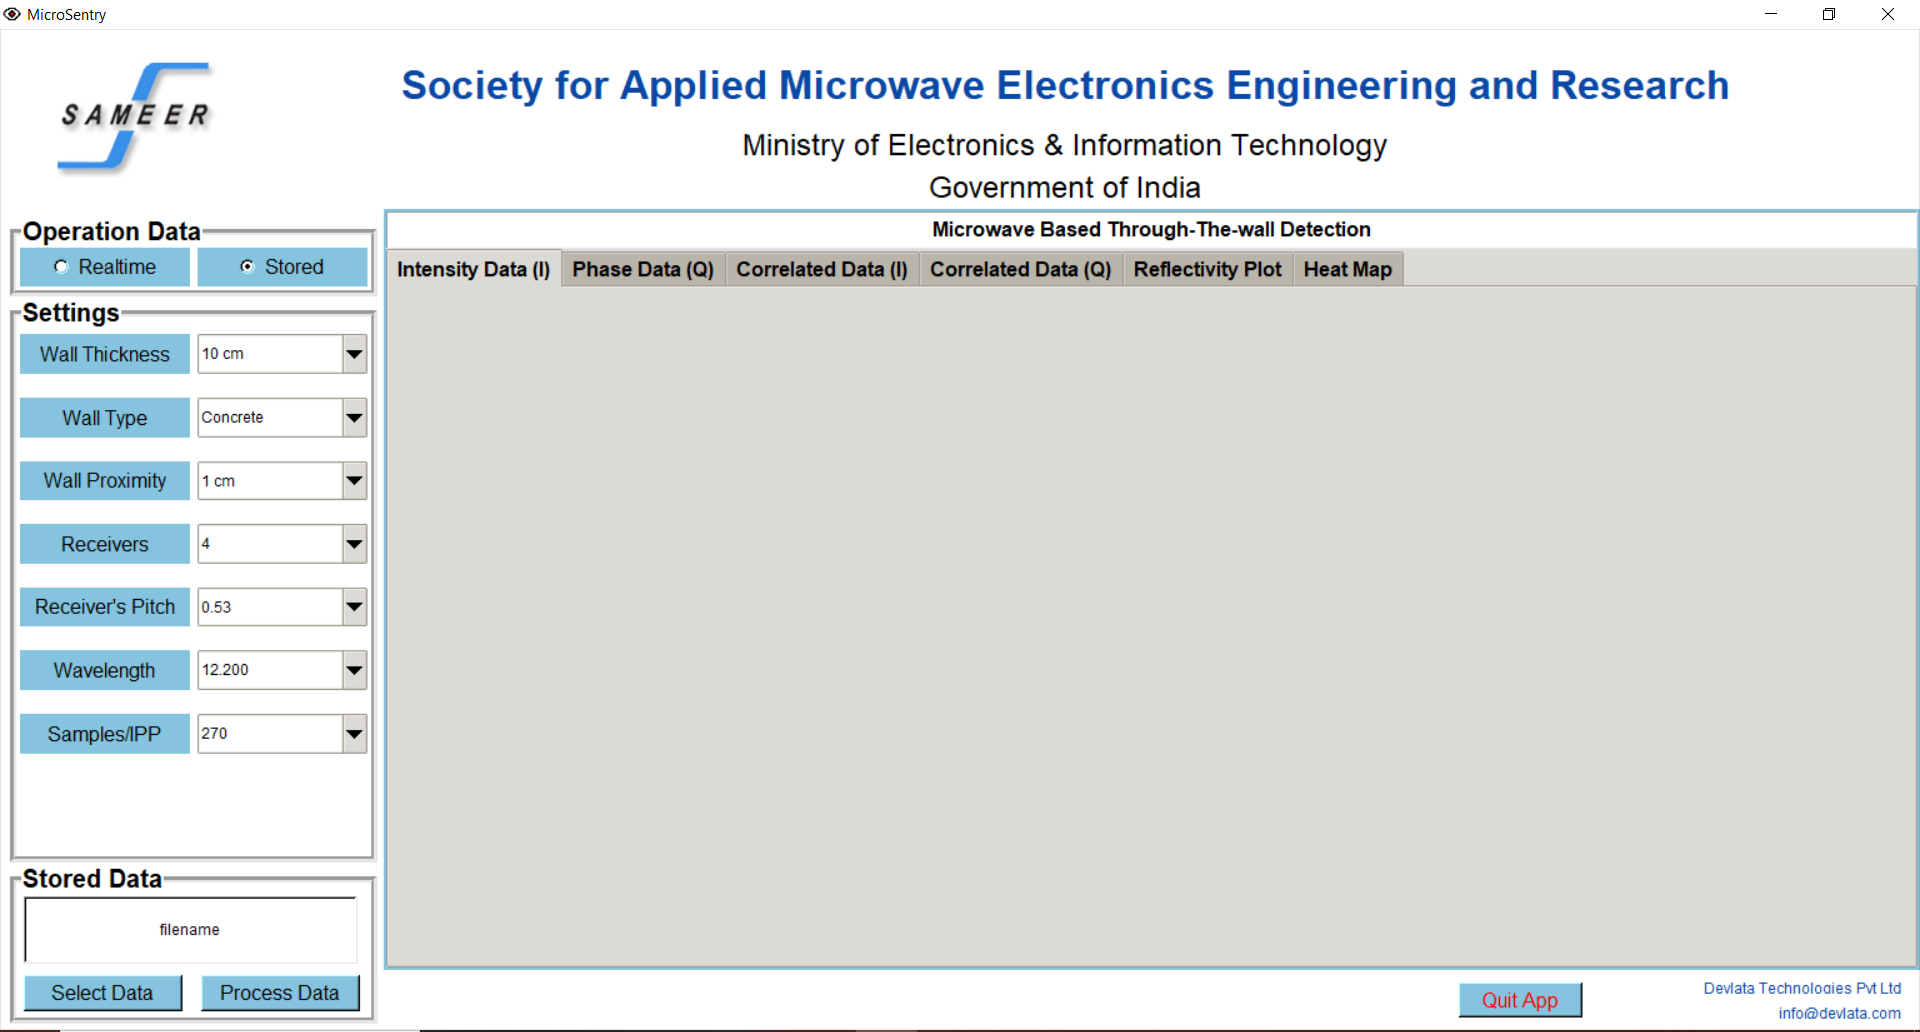 MicroSentry
SAMEER
Society for Applied Microwave Electronics Engineering and Research
Ministry of Electronics & Information Technology
Government of India
Operation Data
Realtime Stored
Settings
Wall Thickness 10 cm
Wall Type Concrete
Wall Proximity 1 cm
Receivers 4
Receiver's Pitch 0.53
Wavelength 12.200
Samples/IPP 270
Stored Data
filename
Select Data Process Data
Microwave Based Through-The-wall Detection
Intensity Data (I) Phase Data (Q) Correlated Data (I) Correlated Data (Q) Reflectivity Plot Heat Map
Quit App
Devlata Technologies Pvt Ltd
info@devlata.com